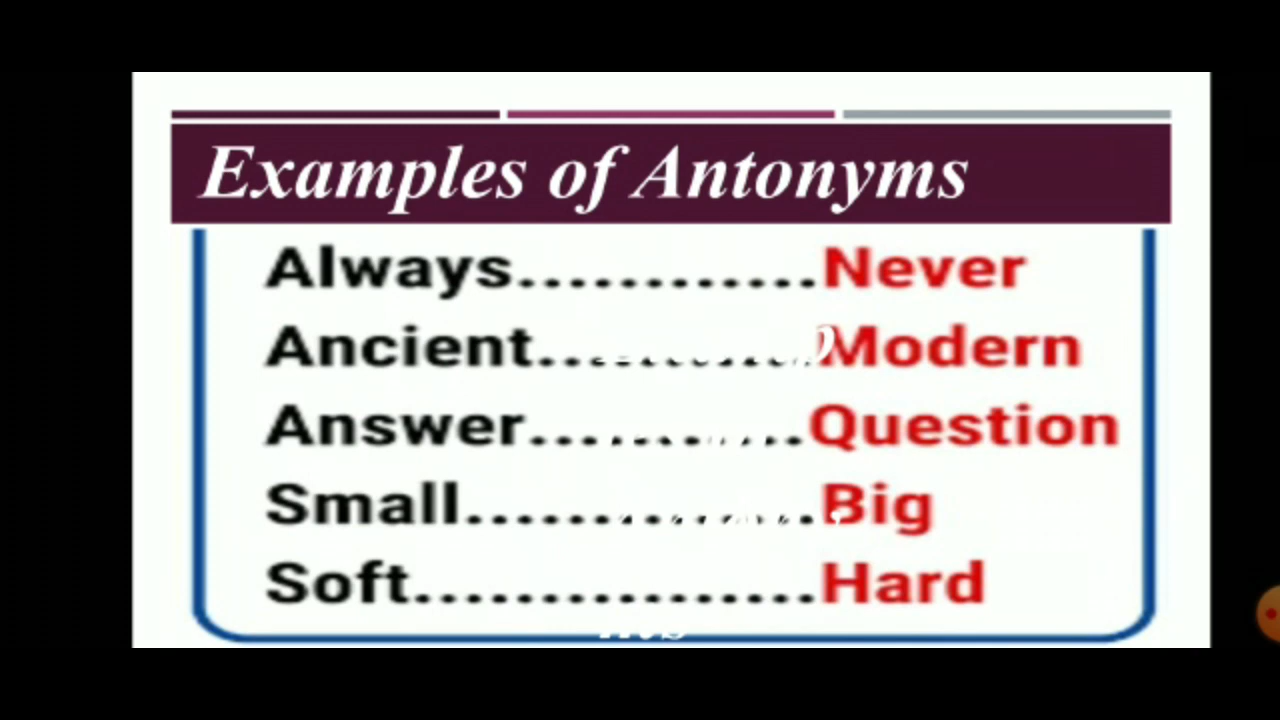 Examples of Antonyms
Always............Never
Ancient.................Modern
Answer................Question
Small.....................Big
Soft................Hard